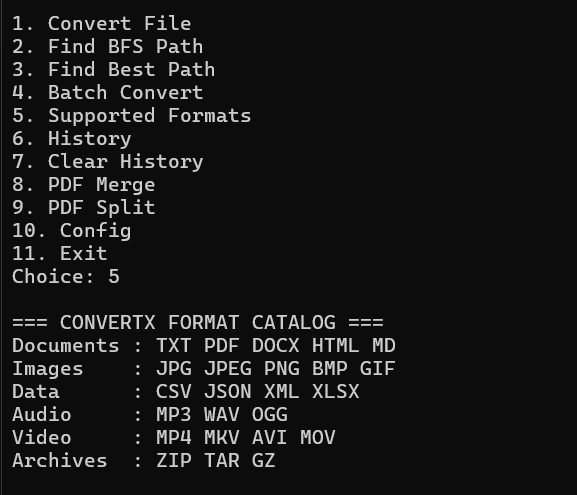 1. Convert File
2. Find BFS Path
3. Find Best Path
4. Batch Convert
5. Supported Formats
6. History
7. Clear History
8. PDF Merge
9. PDF Split
10. Config
11. Exit
Choice: 5

=== CONVERTX FORMAT CATALOG ===
Documents : TXT PDF DOCX HTML MD
Images    : JPG JPEG PNG BMP GIF
Data      : CSV JSON XML XLSX
Audio     : MP3 WAV OGG
Video     : MP4 MKV AVI MOV
Archives  : ZIP TAR GZ